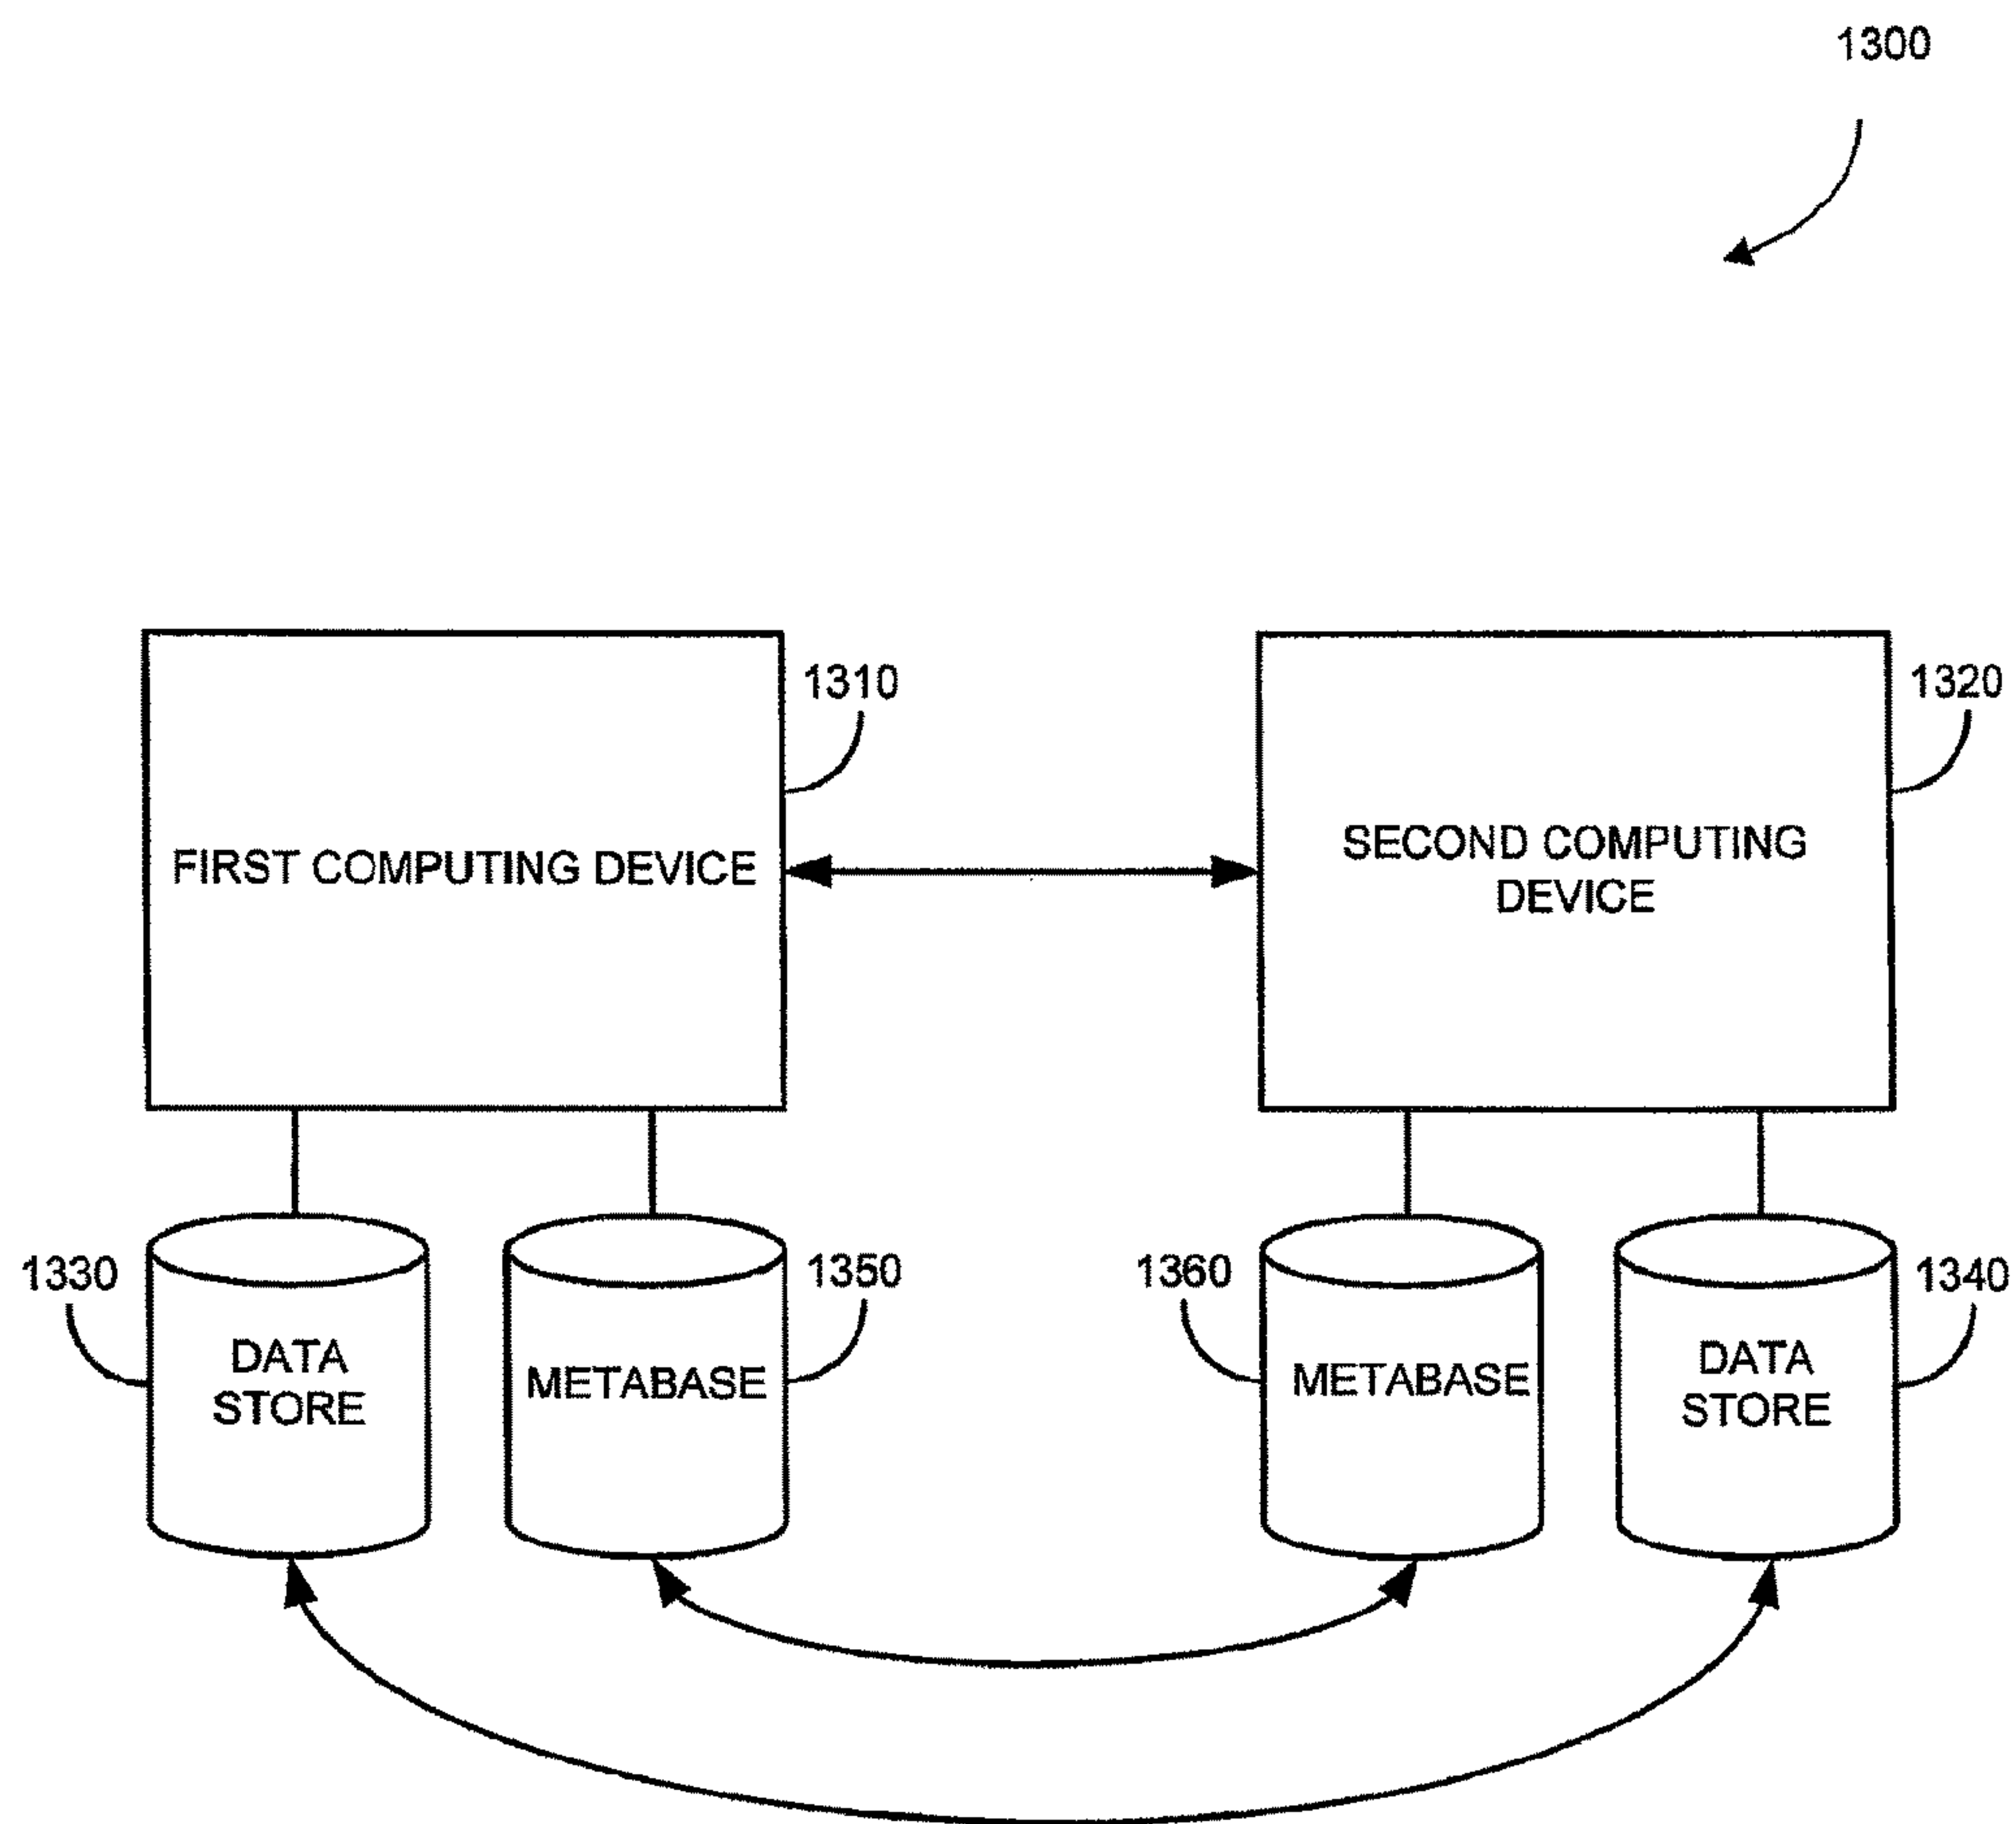 1300
1310
1320
FIRST COMPUTING DEVICE
SECOND COMPUTING
DEVICE
1330
1350
1360
1340
DATA
STORE
METABASE
METABASE
DATA
STORE